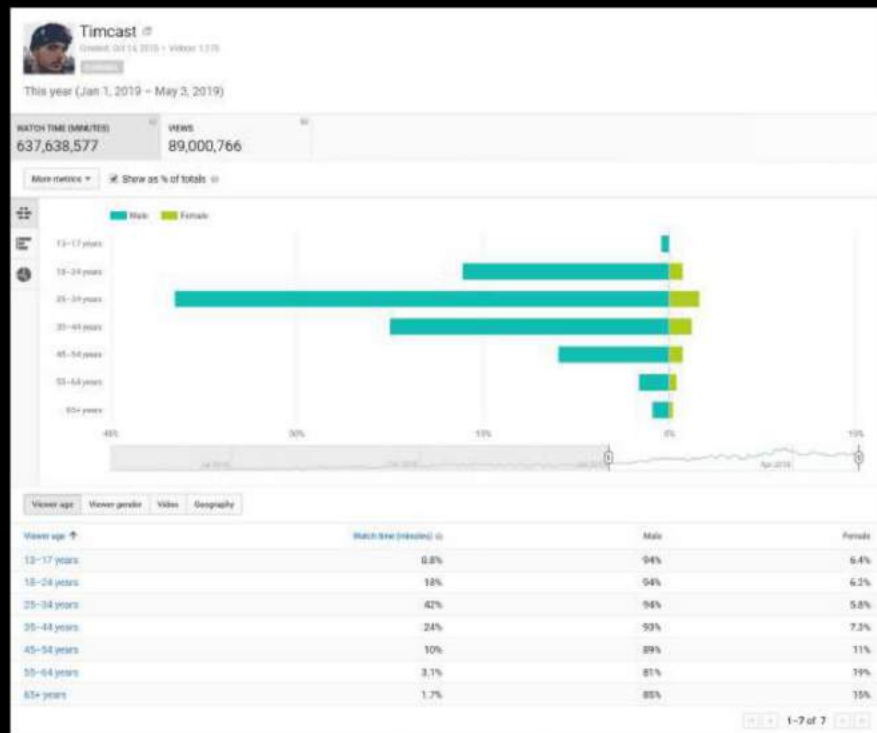 Timcast
Created: Oct 14, 2010 • Videos:
This year (Jan 1, 2019 – May 3, 2019)
WATCH TIME (MINUTES)
637,638,577
VIEWS
89,000,766
More metrics
Show as % of totals
Male
Female
13–17 years
18–24 years
25–34 years
35–44 years
45–54 years
55–64 years
65+ years
45%
30%
15%
0%
15%
Viewer age
Viewer gender
Video
Geography
Viewer age Watch time (minutes) Male Female
13–17 years 0.8% 94% 6.4%
18–24 years 18% 94% 6.2%
25–34 years 42% 94% 5.8%
35–44 years 24% 93% 7.3%
45–54 years 10% 89% 11%
55–64 years 3.1% 81% 19%
65+ years 1.7% 85% 15%
1–7 of 7